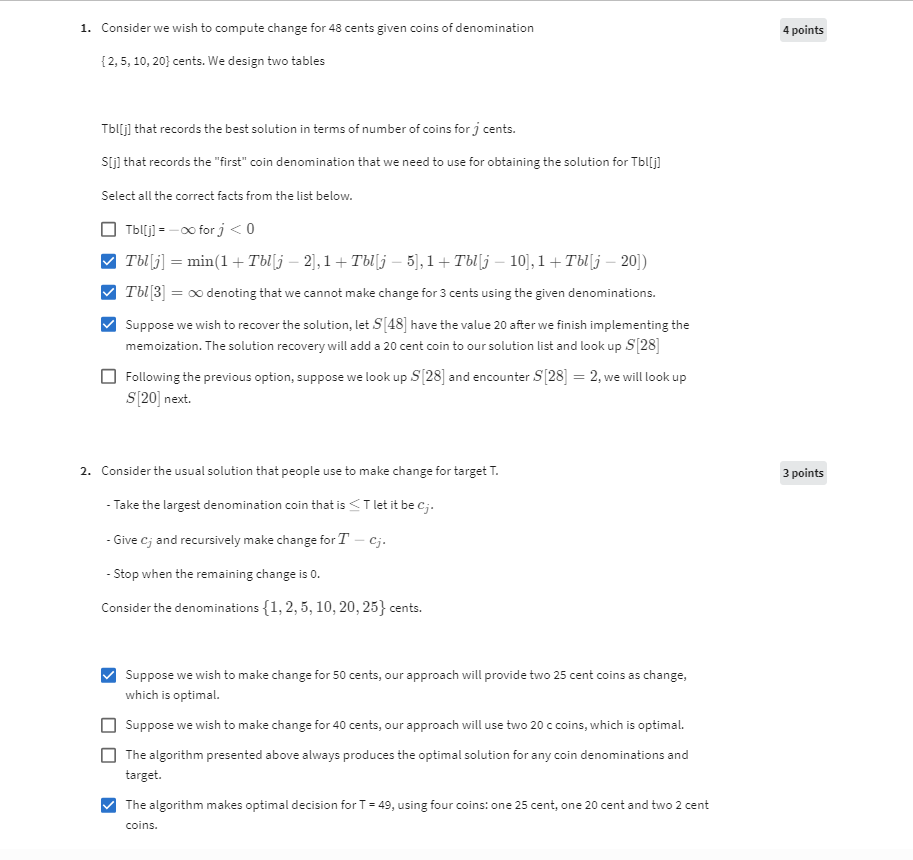 1. Consider we wish to compute change for 48 cents given coins of denomination
4 points
{ 2, 5, 10, 20} cents. We design two tables
Tbl[j] that records the best solution in terms of number of coins for j cents.
S[j] that records the "first" coin denomination that we need to use for obtaining the solution for Tbl[j]
Select all the correct facts from the list below.
Tbl[j] = −∞ for j < 0
Tbl[j] = min(1 + Tbl[j − 2], 1 + Tbl[j − 5], 1 + Tbl[j − 10], 1 + Tbl[j − 20])
Tbl[3] = ∞ denoting that we cannot make change for 3 cents using the given denominations.
Suppose we wish to recover the solution, let S[48] have the value 20 after we finish implementing the
memoization. The solution recovery will add a 20 cent coin to our solution list and look up S[28]
Following the previous option, suppose we look up S[28] and encounter S[28] = 2, we will look up
S[20] next.
2. Consider the usual solution that people use to make change for target T.
3 points
- Take the largest denomination coin that is ≤ T let it be cj.
- Give cj and recursively make change for T − cj.
- Stop when the remaining change is 0.
Consider the denominations {1, 2, 5, 10, 20, 25} cents.
Suppose we wish to make change for 50 cents, our approach will provide two 25 cent coins as change,
which is optimal.
Suppose we wish to make change for 40 cents, our approach will use two 20 c coins, which is optimal.
The algorithm presented above always produces the optimal solution for any coin denominations and
target.
The algorithm makes optimal decision for T = 49, using four coins: one 25 cent, one 20 cent and two 2 cent
coins.